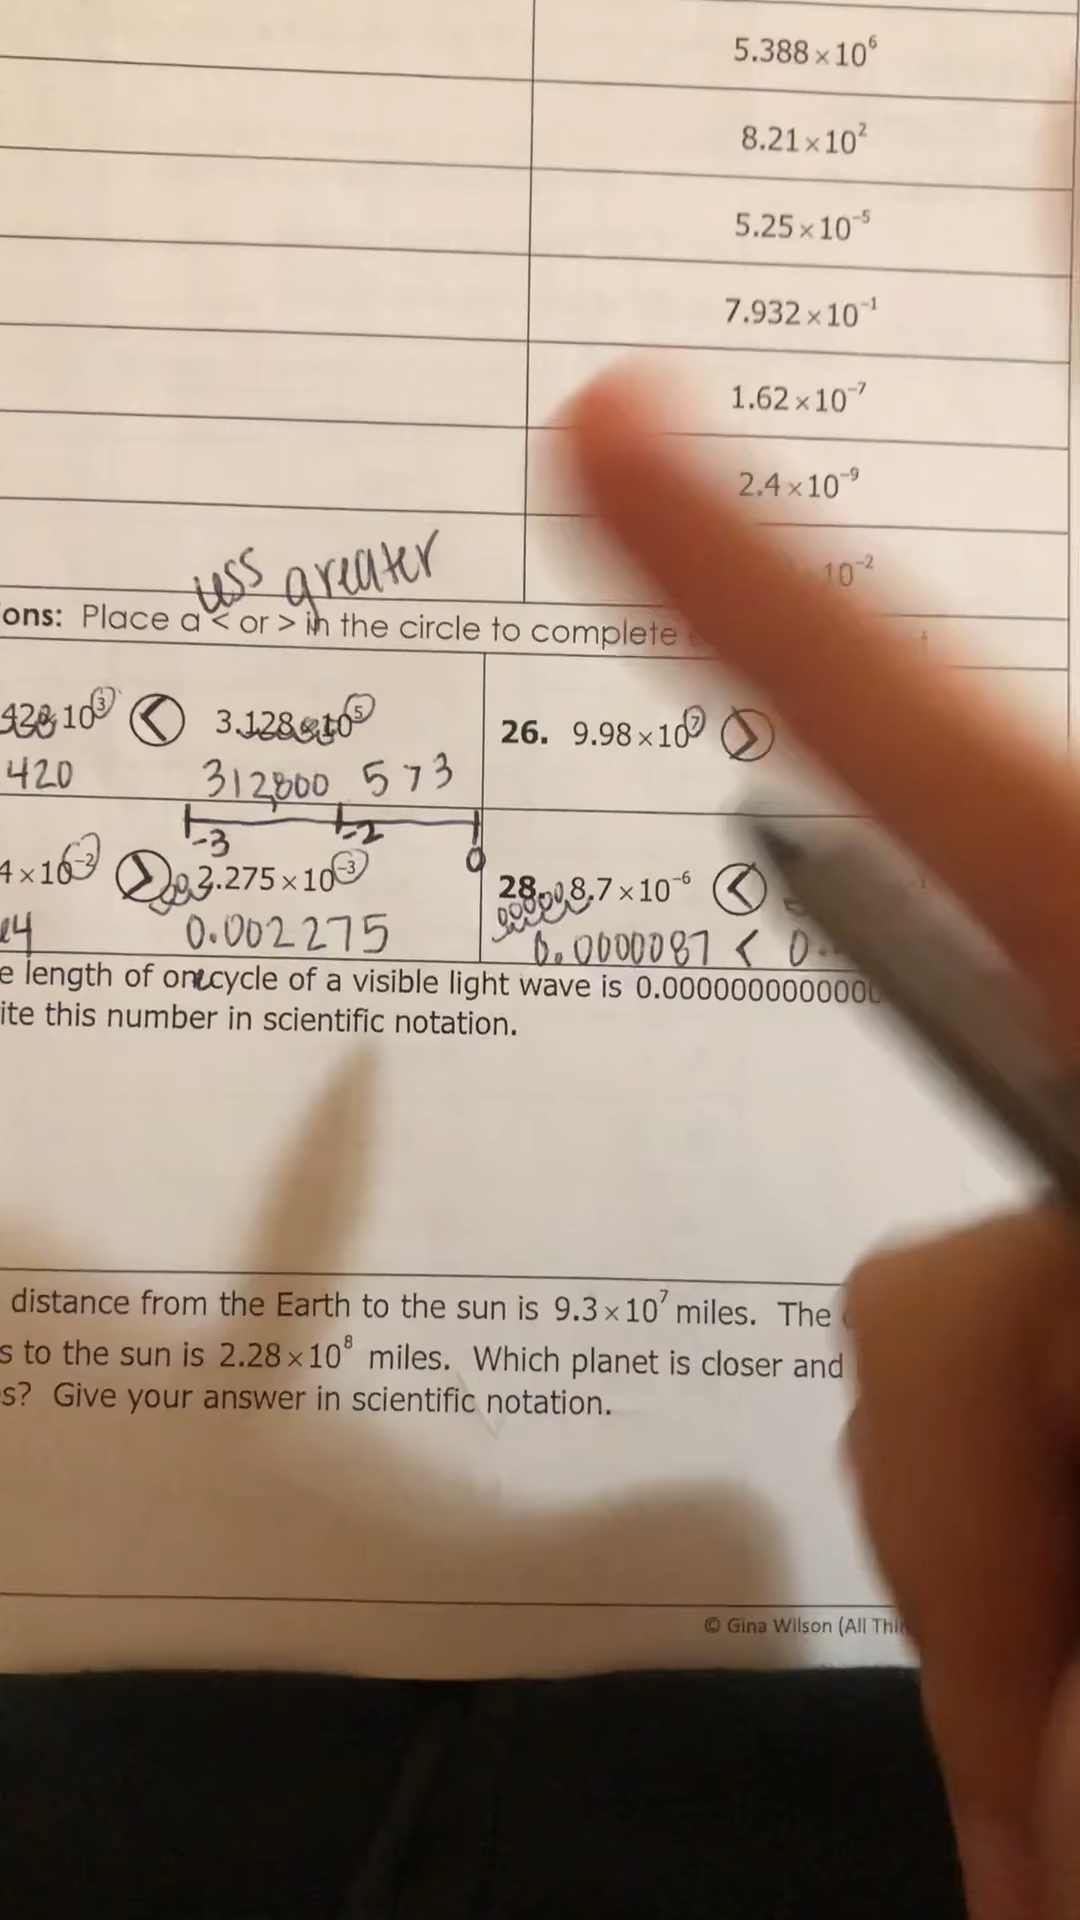 5.388 × 10⁶
8.21 × 10²
5.25 × 10⁻⁵
7.932 × 10⁻¹
1.62 × 10⁻⁷
2.4 × 10⁻⁹
10⁻²
less greater
ons: Place a < or > in the circle to complete
10³ < 3.128 × 10⁵
26. 9.98 × 10⁷ >
420 312,800 573
-3 -2 0
4 × 10⁻² > 2.275 × 10⁻³
28. 8.7 × 10⁻⁶ <
0.002275
0.0000087 < 0.
e length of one cycle of a visible light wave is 0.0000000000000
ite this number in scientific notation.
distance from the Earth to the sun is 9.3 × 10⁷ miles. The
s to the sun is 2.28 × 10⁸ miles. Which planet is closer and
s? Give your answer in scientific notation.
© Gina Wilson (All Thin